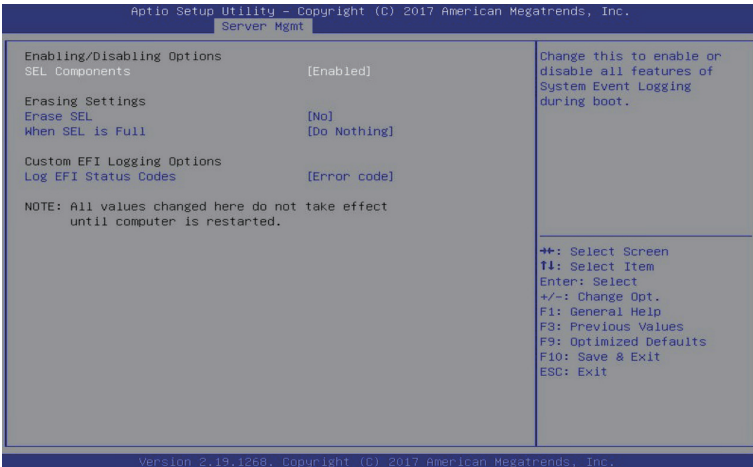 Aptio Setup Utility – Copyright (C) 2017 American Megatrends, Inc.
Server Mgmt
Enabling/Disabling Options
SEL Components [Enabled]
Erasing Settings
Erase SEL [No]
When SEL is Full [Do Nothing]
Custom EFI Logging Options
Log EFI Status Codes [Error code]
NOTE: All values changed here do not take effect
until computer is restarted.
Change this to enable or
disable all features of
System Event Logging
during boot.
→←: Select Screen
↑↓: Select Item
Enter: Select
+/-: Change Opt.
F1: General Help
F3: Previous Values
F9: Optimized Defaults
F10: Save & Exit
ESC: Exit
Version 2.19.1268. Copyright (C) 2017 American Megatrends, Inc.